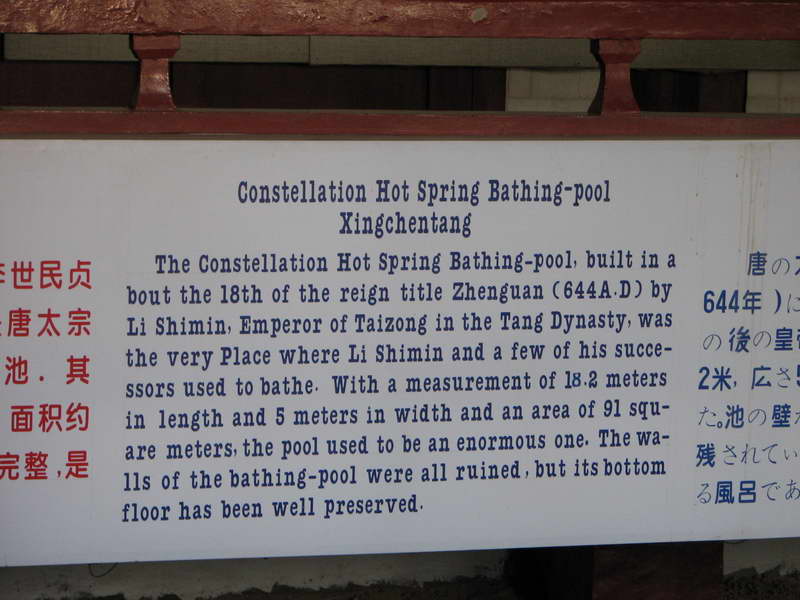 Constellation Hot Spring Bathing-pool
Xingchentang
The Constellation Hot Spring Bathing-pool, built in a
bout the 18th of the reign title Zhenguan (644A.D) by
Li Shimin, Emperor of Taizong in the Tang Dynasty, was
the very Place where Li Shimin and a few of his succe-
ssors used to bathe. With a measurement of 18.2 meters
in length and 5 meters in width and an area of 91 squ-
are meters, the pool used to be an enormous one. The wa-
lls of the bathing-pool were all ruined, but its bottom
floor has been well preserved.
世民贞
唐太宗
池. 其
面积约
完整,是
唐の
644年)に
の後の皇
2米, 広さ
た。池の壁
残されてい
る風呂であ